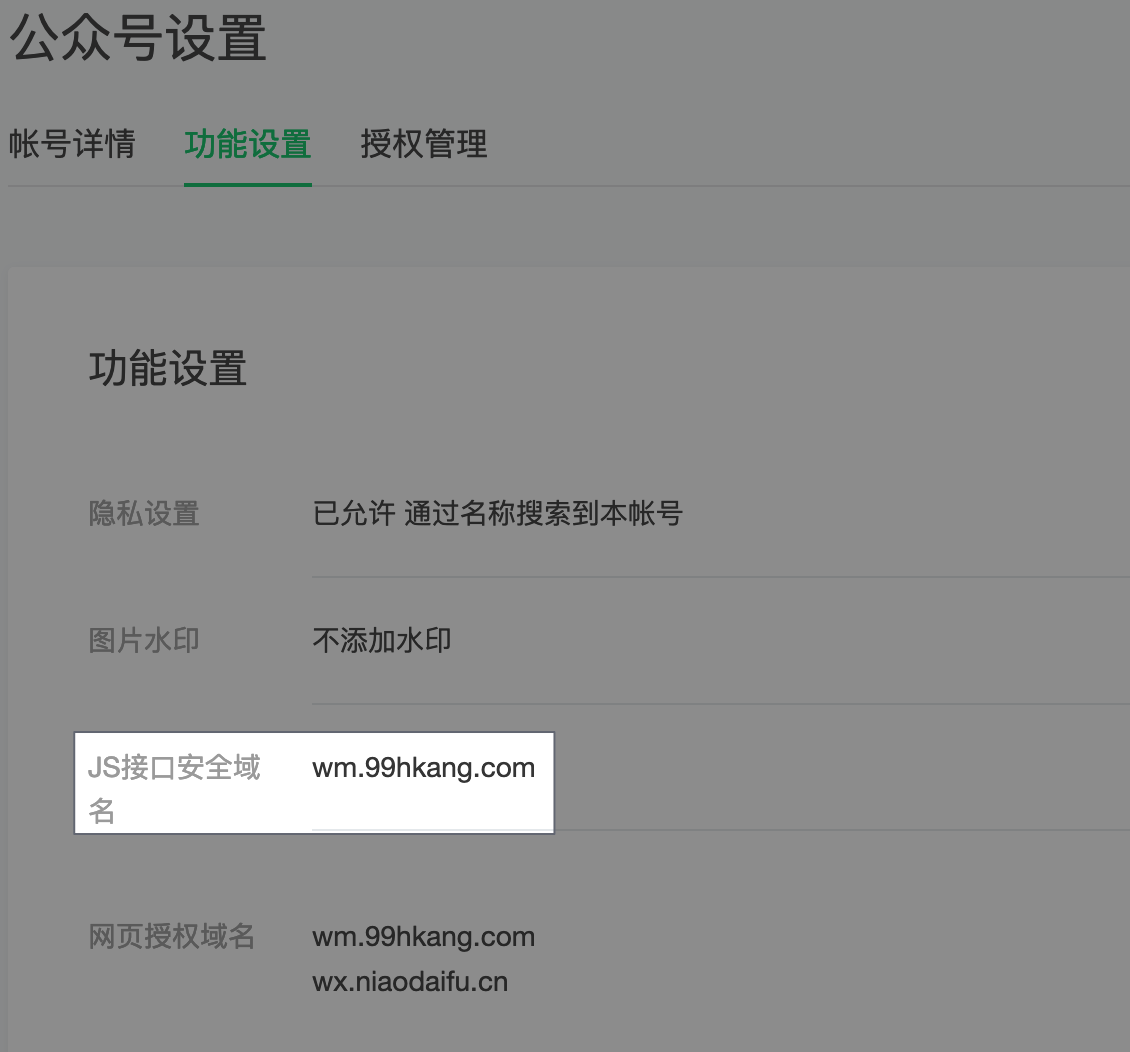 公众号设置
帐号详情 功能设置 授权管理
功能设置
隐私设置 已允许 通过名称搜索到本帐号
图片水印 不添加水印
JS接口安全域 wm.99hkang.com
名
网页授权域名 wm.99hkang.com
wx.niaodaifu.cn